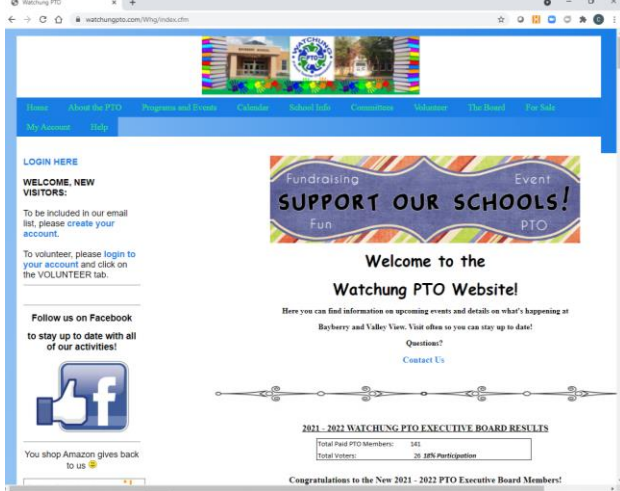 Watchung PTO
watchungpto.com/Whg/index.cfm
WATCHUNG
PTO
Home About the PTO Programs and Events Calendar School Info Committees Volunteer The Board For Sale
My Account Help
LOGIN HERE
WELCOME, NEW
VISITORS:
To be included in our email
list, please create your
account.
To volunteer, please login to
your account and click on
the VOLUNTEER tab.
Follow us on Facebook
to stay up to date with all
of our activities!
You shop Amazon gives back
to us
Fundraising Event
SUPPORT OUR SCHOOLS!
Fun PTO
Welcome to the
Watchung PTO Website!
Here you can find information on upcoming events and details on what's happening at
Bayberry and Valley View. Visit often so you can stay up to date!
Questions?
Contact Us
2021 - 2022 WATCHUNG PTO EXECUTIVE BOARD RESULTS
Total Paid PTO Members: 141
Total Voters: 26 18% Participation
Congratulations to the New 2021 - 2022 PTO Executive Board Members!